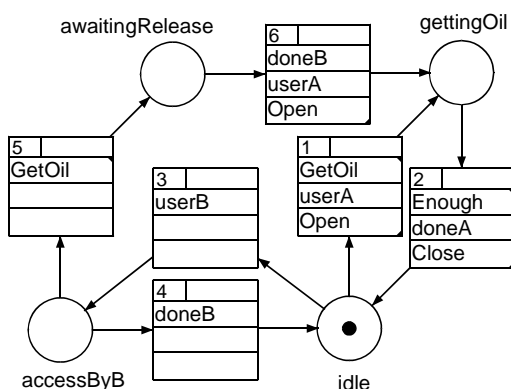 awaitingRelease
gettingOil
6
doneB
userA
Open
5
GetOil
3
userB
1
GetOil
userA
Open
2
Enough
doneA
Close
4
doneB
accessByB
idle